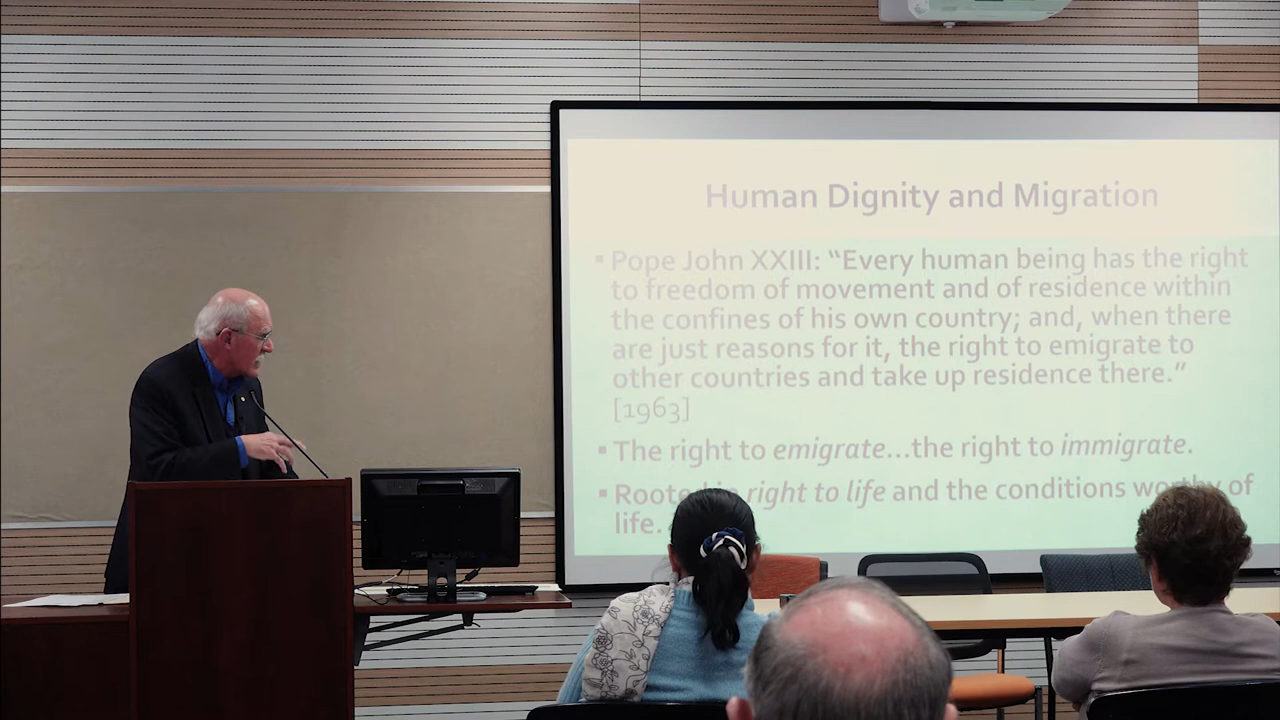 Human Dignity and Migration
▪ Pope John XXIII: “Every human being has the right
to freedom of movement and of residence within
the confines of his own country; and, when there
are just reasons for it, the right to emigrate to
other countries and take up residence there.”
[1963]
▪ The right to emigrate…the right to immigrate.
▪ Rooted in right to life and the conditions worthy of
life.